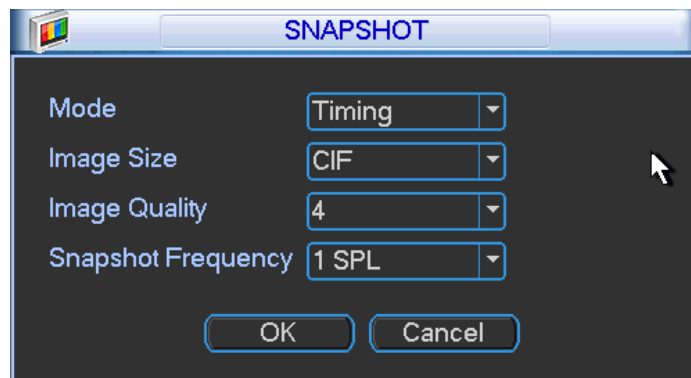 SNAPSHOT
Mode Timing
Image Size CIF
Image Quality 4
Snapshot Frequency 1 SPL
OK Cancel